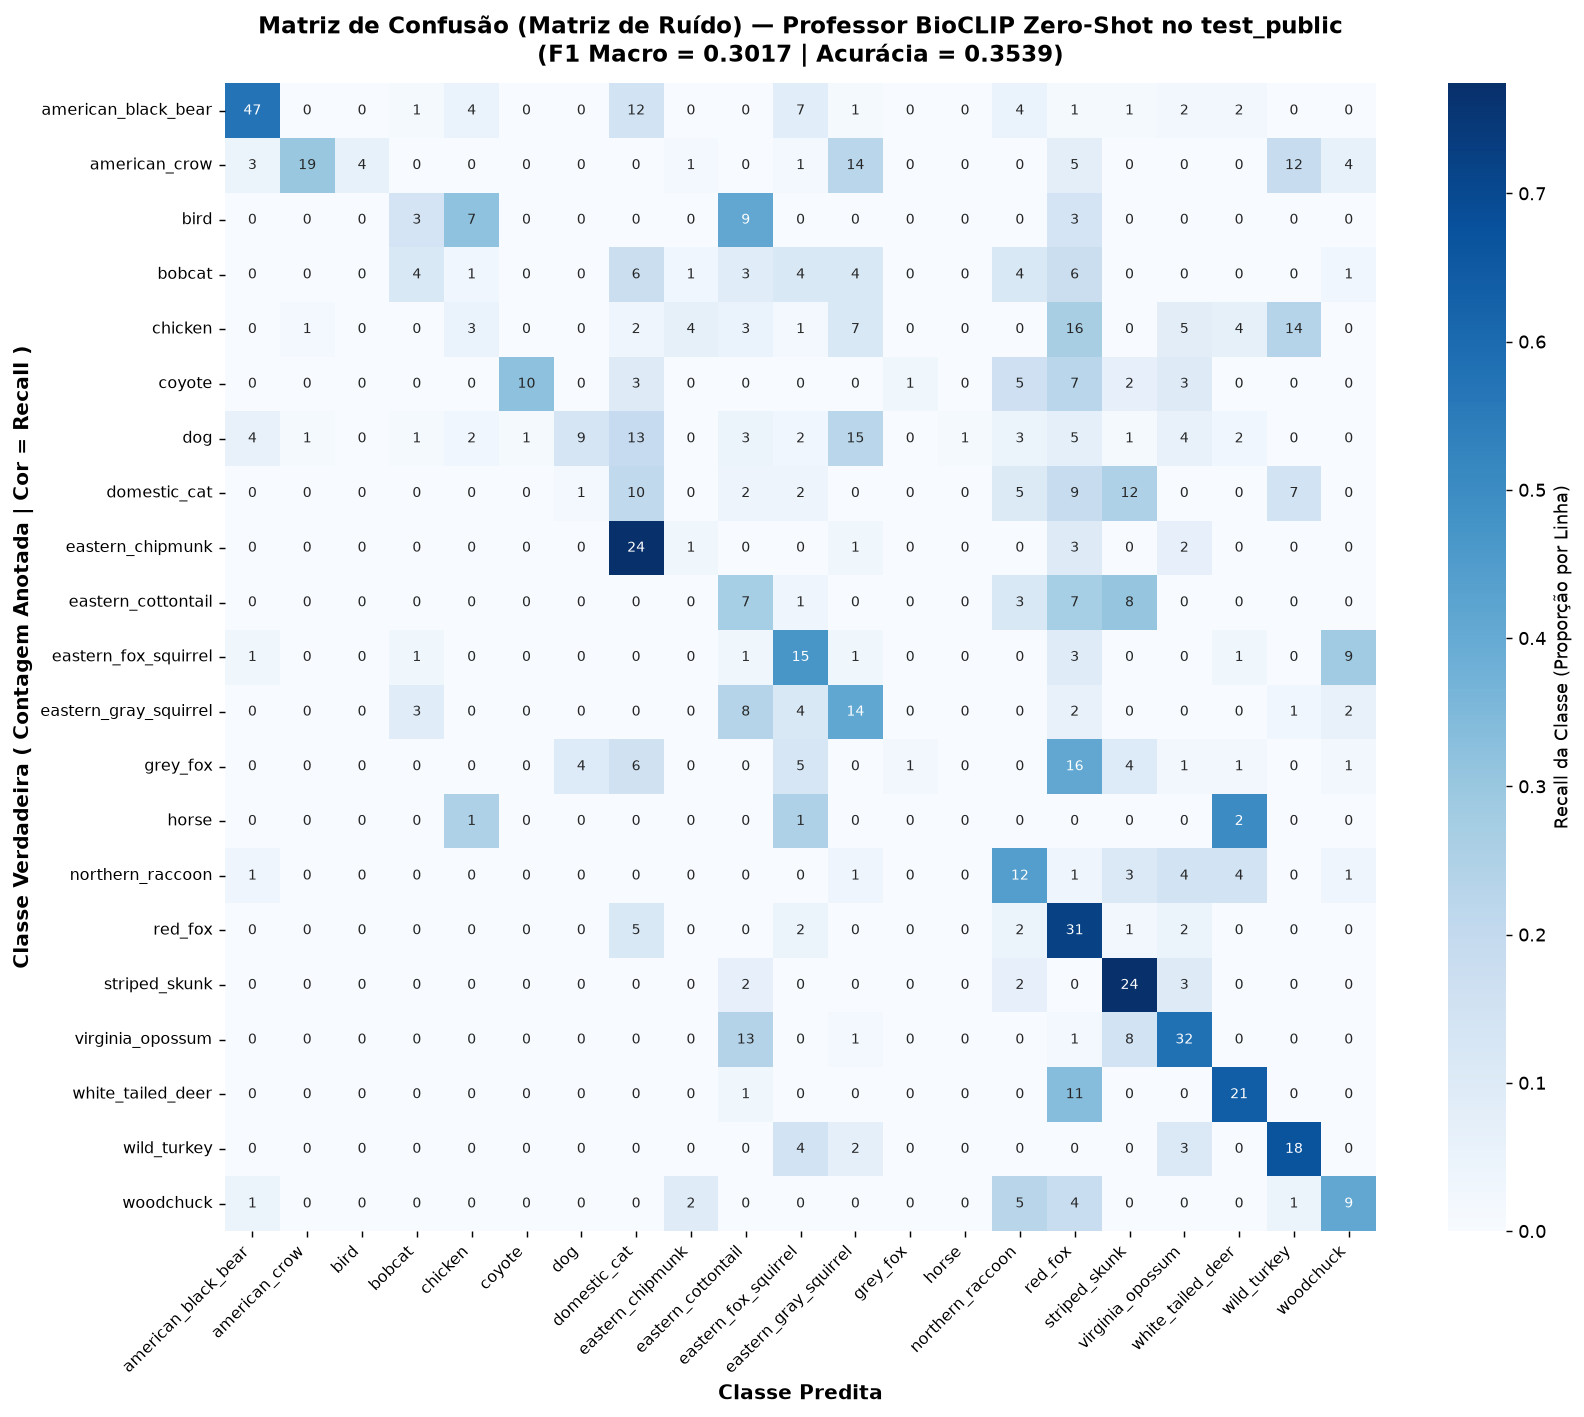 Matriz de Confusão (Matriz de Ruído) — Professor BioCLIP Zero-Shot no test_public
(F1 Macro = 0.3017 | Acurácia = 0.3539)
Classe Verdadeira ( Contagem Anotada | Cor = Recall )
american_black_bear 47 0 0 1 4 0 0 12 0 0 7 1 0 0 4 1 1 2 2 0 0
american_crow 3 19 4 0 0 0 0 0 1 0 1 14 0 0 0 5 0 0 0 12 4
bird 0 0 0 3 7 0 0 0 0 9 0 0 0 0 0 3 0 0 0 0 0
bobcat 0 0 0 4 1 0 0 6 1 3 4 4 0 0 4 6 0 0 0 0 1
chicken 0 1 0 0 3 0 0 2 4 3 1 7 0 0 0 16 0 5 4 14 0
coyote 0 0 0 0 0 10 0 3 0 0 0 0 1 0 5 7 2 3 0 0 0
dog 4 1 0 1 2 1 9 13 0 3 2 15 0 1 3 5 1 4 2 0 0
domestic_cat 0 0 0 0 0 0 1 10 0 2 2 0 0 0 5 9 12 0 0 7 0
eastern_chipmunk 0 0 0 0 0 0 0 24 1 0 0 1 0 0 0 3 0 2 0 0 0
eastern_cottontail 0 0 0 0 0 0 0 0 0 7 1 0 0 0 3 7 8 0 0 0 0
eastern_fox_squirrel 1 0 0 1 0 0 0 0 0 1 15 1 0 0 0 3 0 0 1 0 9
eastern_gray_squirrel 0 0 0 3 0 0 0 0 0 8 4 14 0 0 0 2 0 0 0 1 2
grey_fox 0 0 0 0 0 0 4 6 0 0 5 0 1 0 0 16 4 1 1 0 1
horse 0 0 0 0 1 0 0 0 0 0 1 0 0 0 0 0 0 0 2 0 0
northern_raccoon 1 0 0 0 0 0 0 0 0 0 0 1 0 0 12 1 3 4 4 0 1
red_fox 0 0 0 0 0 0 0 5 0 0 2 0 0 0 2 31 1 2 0 0 0
striped_skunk 0 0 0 0 0 0 0 0 0 2 0 0 0 0 2 0 24 3 0 0 0
virginia_opossum 0 0 0 0 0 0 0 0 0 13 0 1 0 0 0 1 8 32 0 0 0
white_tailed_deer 0 0 0 0 0 0 0 0 0 1 0 0 0 0 0 11 0 0 21 0 0
wild_turkey 0 0 0 0 0 0 0 0 0 0 4 2 0 0 0 0 0 3 0 18 0
woodchuck 1 0 0 0 0 0 0 0 2 0 0 0 0 0 5 4 0 0 0 1 9
american_black_bear
american_crow
bird
bobcat
chicken
coyote
dog
domestic_cat
eastern_chipmunk
eastern_cottontail
eastern_fox_squirrel
eastern_gray_squirrel
grey_fox
horse
northern_raccoon
red_fox
striped_skunk
virginia_opossum
white_tailed_deer
wild_turkey
woodchuck
Classe Predita
0.7
0.6
0.5
0.4
0.3
0.2
0.1
0.0
Recall da Classe (Proporção por Linha)